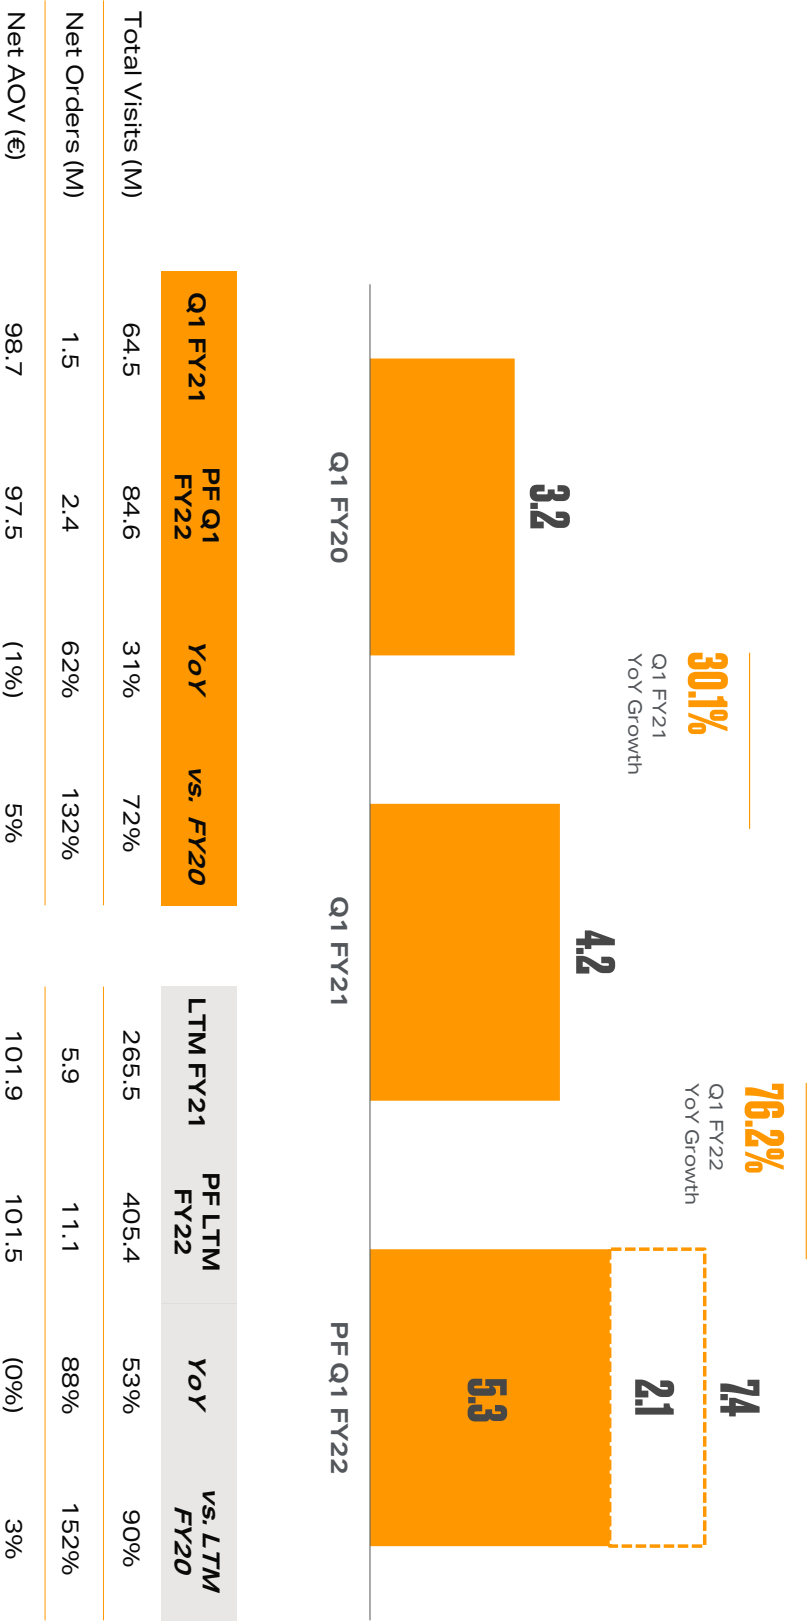 76.2%
Q1 FY22
YoY Growth
30.1%
Q1 FY21
YoY Growth
7.4
2.1
5.3
4.2
3.2
Q1 FY20
Q1 FY21
PF Q1 FY22
Q1 FY21 PF Q1 FY22 YoY vs. FY20 LTM FY21 PF LTM FY22 YoY vs. LTM FY20
Total Visits (M) 64.5 84.6 31% 72% 265.5 405.4 53% 90%
Net Orders (M) 1.5 2.4 62% 132% 5.9 11.1 88% 152%
Net AOV (€) 98.7 97.5 (1%) 5% 101.9 101.5 (0%) 3%